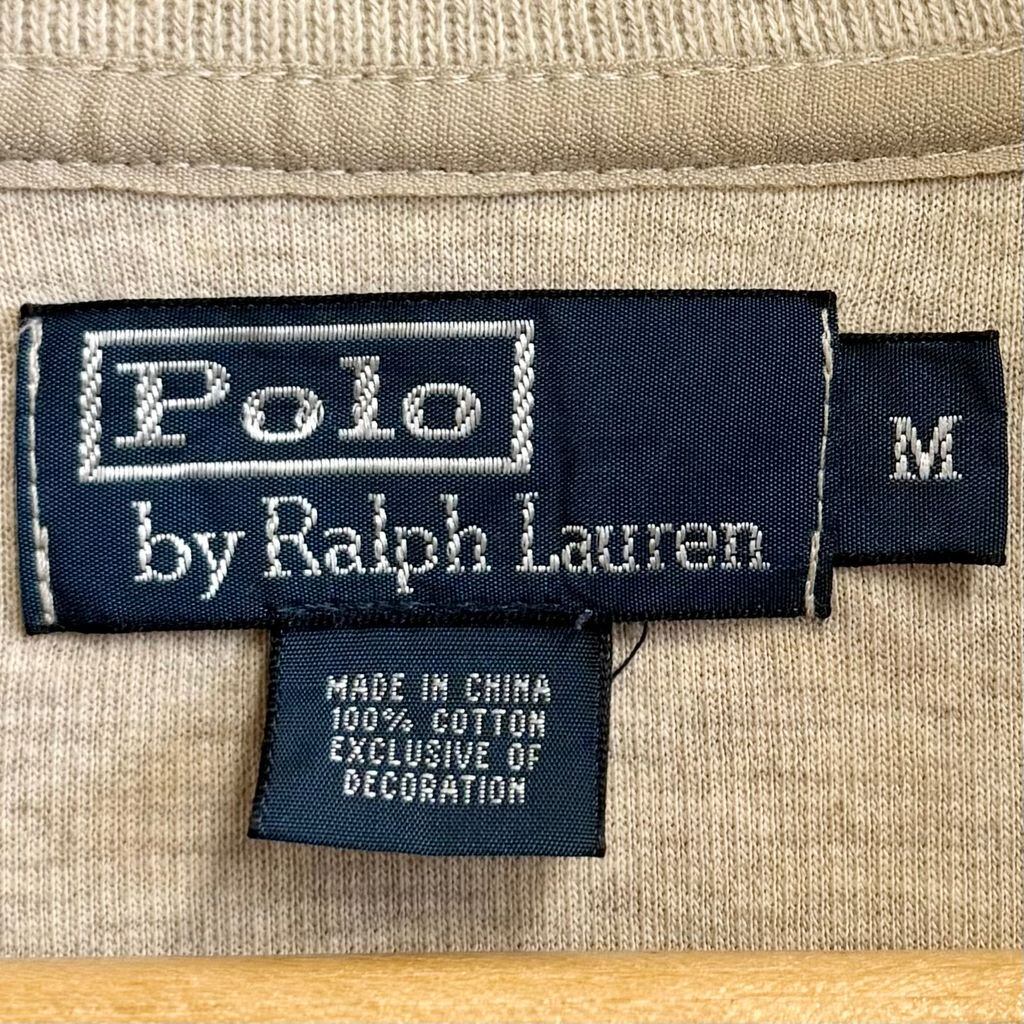 Polo
by Ralph Lauren
M
MADE IN CHINA
100% COTTON
EXCLUSIVE OF
DECORATION